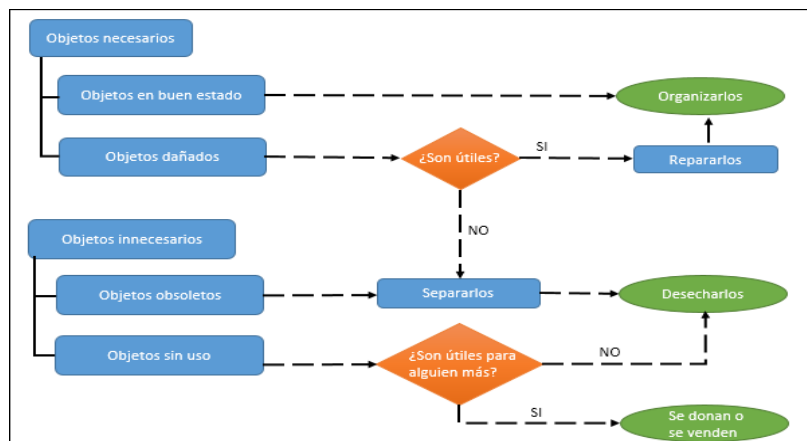 Objetos necesarios
Objetos en buen estado
Organizarlos
Objetos dañados
¿Son útiles?
SI
Repararlos
NO
Objetos innecesarios
Objetos obsoletos
Separarlos
Desecharlos
Objetos sin uso
¿Son útiles para
alguien más?
NO
SI
Se donan o
se venden